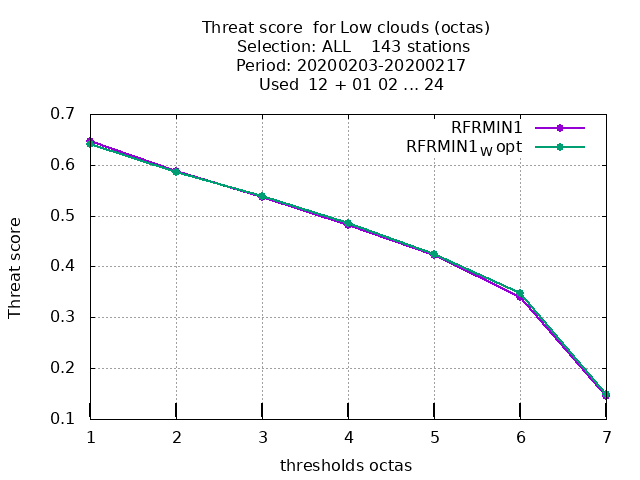 Threat score  for Low clouds (octas)
Selection: ALL    143 stations
Period: 20200203-20200217
Used  12 + 01 02 ... 24
RFRMIN1
RFRMIN1W opt
0.7
0.6
0.5
0.4
0.3
0.2
0.1
Threat score
1 2 3 4 5 6 7
thresholds octas